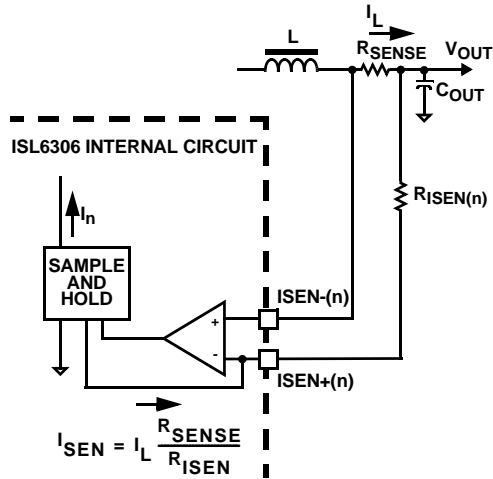 I_L
L
R_SENSE
V_OUT
C_OUT
ISL6306 INTERNAL CIRCUIT
R_ISEN(n)
I_n
SAMPLE
AND
HOLD
+
-
ISEN-(n)
ISEN+(n)
I_SEN = I_L R_SENSE / R_ISEN